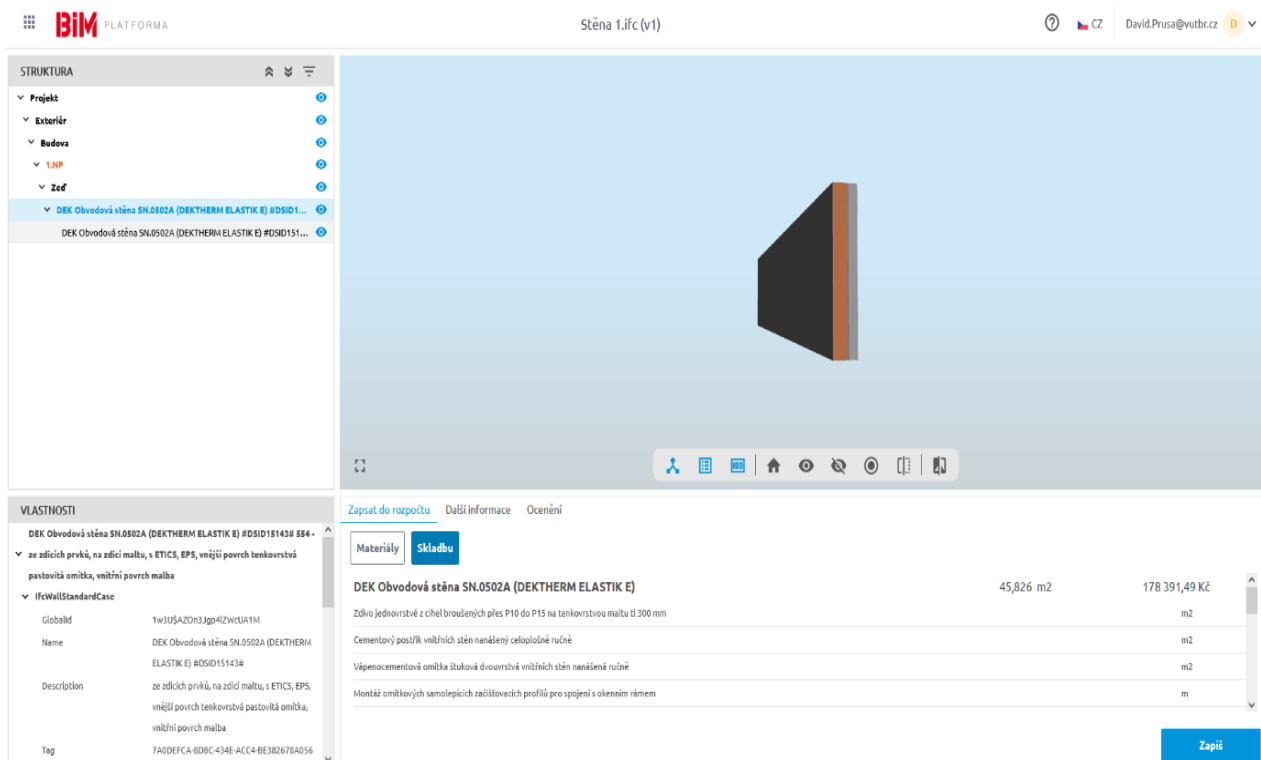 BiM PLATFORMA
Stěna 1.ifc (v1)
CZ
David.Prusa@vutbr.cz
D
STRUKTURA
Projekt
Exteriér
Budova
1.NP
Zeď
DEK Obvodová stěna SN.0502A (DEKTHERM ELASTIK E) #DSID1...
DEK Obvodová stěna SN.0502A (DEKTHERM ELASTIK E) #DSID151...
VLASTNOSTI
DEK Obvodová stěna SN.0502A (DEKTHERM ELASTIK E) #DSID15143# 554 -
ze zdících prvků, na zdící maltu, s ETICS, EPS, vnější povrch tenkovrstvá
pastovitá omítka, vnitřní povrch malba
IfcWallStandardCase
GlobalId 1w3U$AZOn3Jgp4iZWcUA1M
Name DEK Obvodová stěna SN.0502A (DEKTHERM
ELASTIK E) #DSID15143#
Description ze zdících prvků, na zdící maltu, s ETICS, EPS,
vnější povrch tenkovrstvá pastovitá omítka,
vnitřní povrch malba
Tag 7A0DEFCA-8D8C-434E-ACC4-BE382678A056
Zapsat do rozpočtu Další informace Ocenění
Materiály Skladbu
DEK Obvodová stěna SN.0502A (DEKTHERM ELASTIK E) 45,826 m2 178 391,49 Kč
Zdivo jednovrstvé z cihel broušených přes P10 do P15 na tenkovrstvou maltu tl 300 mm m2
Cementový postřik vnitřních stěn nanášený celoplošně ručně m2
Vápenocementová omítka štuková dvouvrstvá vnitřních stěn nanášená ručně m2
Montáž omítkových samolepících začišťovacích profilů pro spojení s okenním rámem m
Zapiš